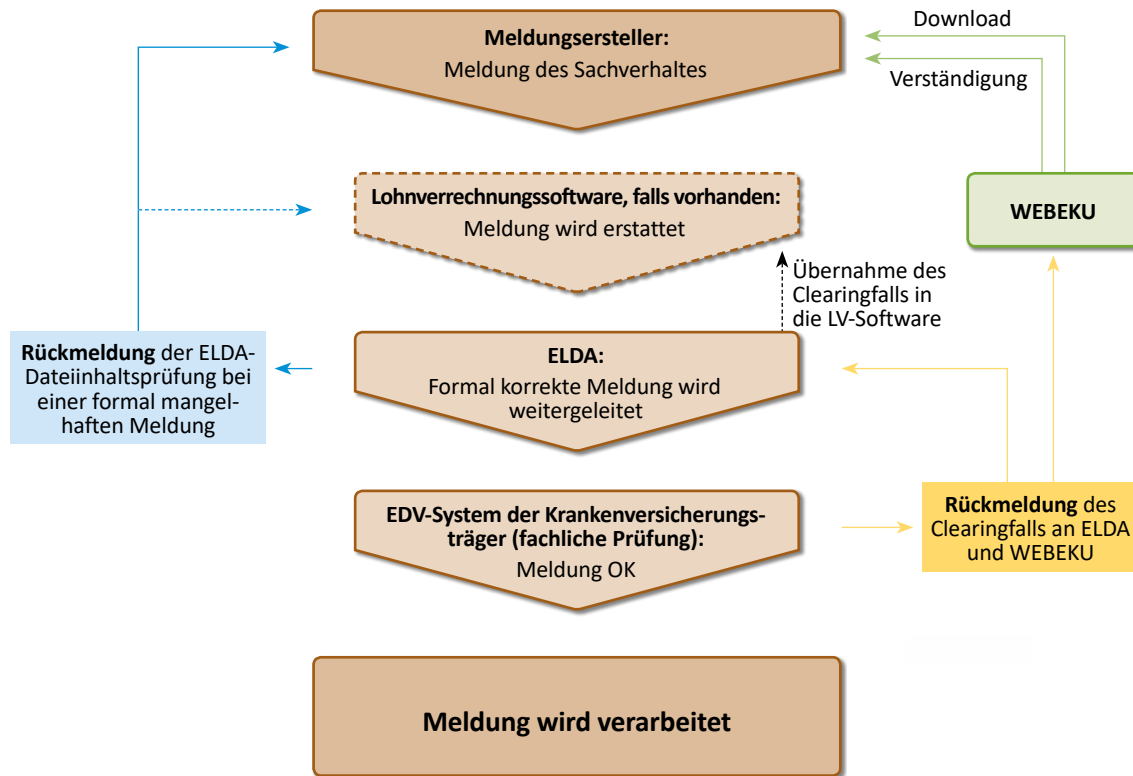 Meldungsersteller:
Meldung des Sachverhaltes
Download
Verständigung
Lohnverrechnungssoftware, falls vorhanden:
Meldung wird erstattet
WEBEKU
Übernahme des
Clearingfalls in
die LV-Software
Rückmeldung der ELDA-
Dateiinhaltsprüfung bei
einer formal mangel-
haften Meldung
ELDA:
Formal korrekte Meldung wird
weitergeleitet
EDV-System der Krankenversicherungs-
träger (fachliche Prüfung):
Meldung OK
Rückmeldung des
Clearingfalls an ELDA
und WEBEKU
Meldung wird verarbeitet